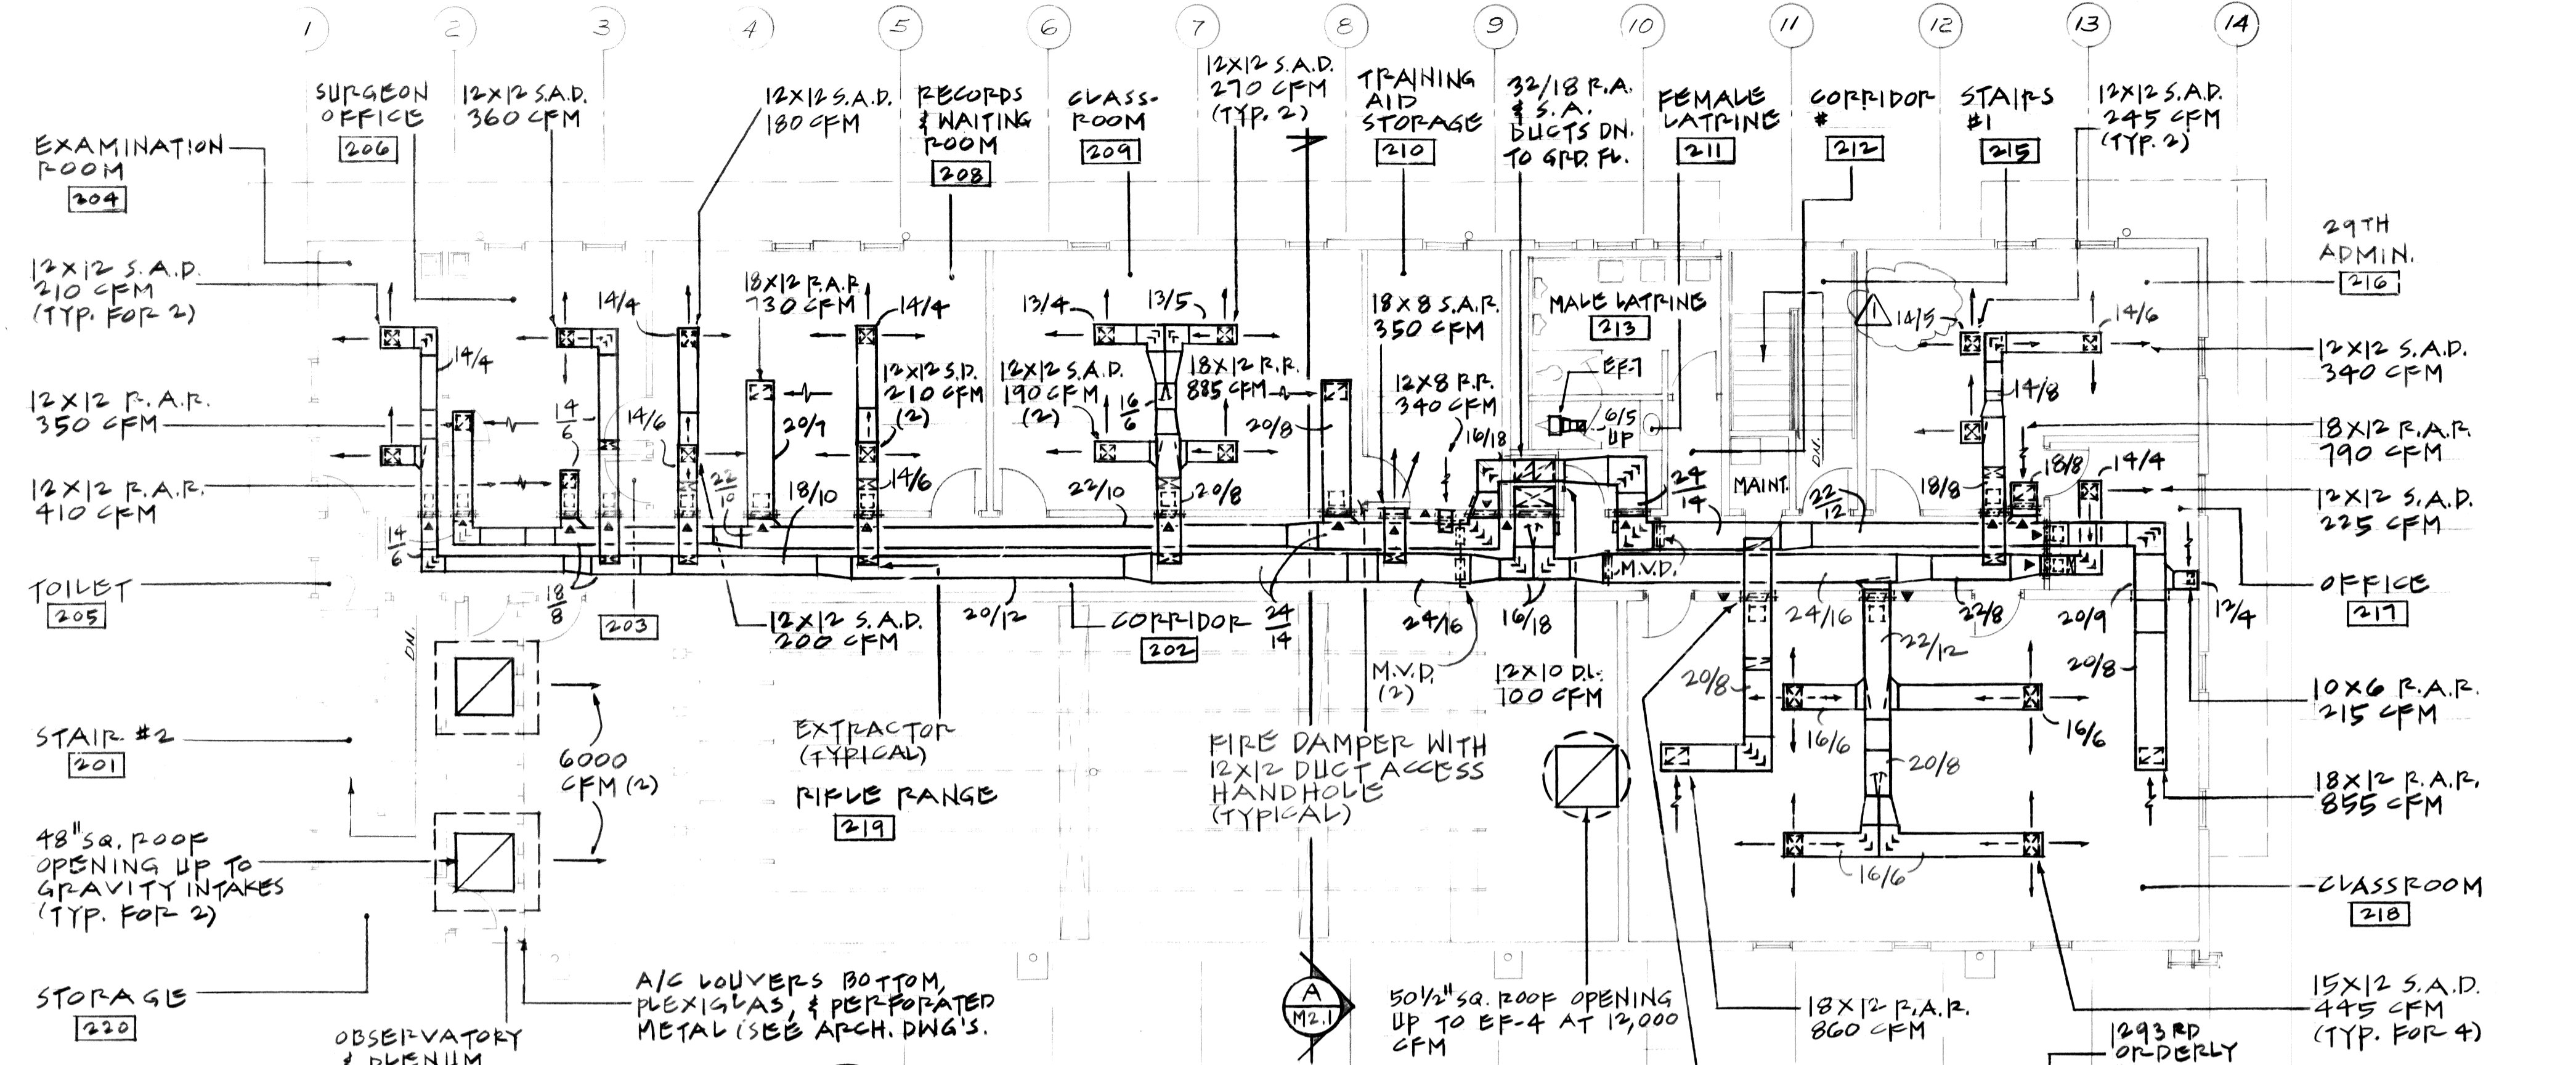 1
2
3
4
5
6
7
8
9
10
11
12
13
14
SURGEON
OFFICE
206
12X12 S.A.D.
360 CFM
12X12 S.A.D.
180 CFM
RECORDS
& WAITING
ROOM
208
CLASS-
ROOM
209
12X12 S.A.D.
270 CFM
(TYP. 2)
TRAINING
AID
STORAGE
210
32/18 R.A.
& S.A.
DUCTS DN.
TO GRD. FL.
FEMALE
LATRINE
211
CORRIDOR
#
212
STAIRS
#1
215
12X12 S.A.D.
245 CFM
(TYP. 2)
EXAMINATION
ROOM
204
12X12 S.A.D.
210 CFM
(TYP. FOR 2)
12X12 R.A.R.
350 CFM
12X12 R.A.R.
410 CFM
TOILET
205
STAIR #2
201
48" SQ. ROOF
OPENING UP TO
GRAVITY INTAKES
(TYP. FOR 2)
STORAGE
220
29TH
ADMIN.
216
12X12 S.A.D.
340 CFM
18X12 R.A.R.
790 CFM
12X12 S.A.D.
225 CFM
OFFICE
217
10X6 R.A.R.
215 CFM
18X12 R.A.R.
855 CFM
CLASSROOM
218
15X12 S.A.D.
445 CFM
(TYP. FOR 4)
14/4
14/4
18X12 R.A.R.
730 CFM
14/4
13/4
13/5
18X8 S.A.R.
350 CFM
MALE LATRINE
213
1
14/5
14/6
14/6
14/6
20/7
12X12 S.D.
210 CFM
(2)
12X12 S.A.D.
190 CFM
(2)
16/6
18X12 R.R.
885 CFM
20/8
12X8 R.R.
340 CFM
16/18
EF-7
6/5
UP
14/8
18/8
18/8
14/4
22/10
18/10
14/6
22/10
20/8
24/14
MAINT.
DN.
22/12
14/6
M.V.D.
18/8
203
12X12 S.A.D.
200 CFM
20/12
CORRIDOR
202
24/14
24/16
16/18
24/16
22/8
20/9
12/4
DN.
6000
CFM (2)
EXTRACTOR
(TYPICAL)
RIFLE RANGE
219
M.V.D.
(2)
12X10 D.L.
100 CFM
20/8
22/12
20/8
16/6
16/6
20/8
16/6
FIRE DAMPER WITH
12X12 DUCT ACCESS
HANDHOLE
(TYPICAL)
OBSERVATORY
& PLENUM
A/C LOUVERS BOTTOM,
PLEXIGLAS, & PERFORATED
METAL (SEE ARCH. DWG'S.
A
M2.1
50 1/2" SQ. ROOF OPENING
UP TO EF-4 AT 12,000
CFM
18X12 R.A.R.
860 CFM
1293RD
ORDERLY